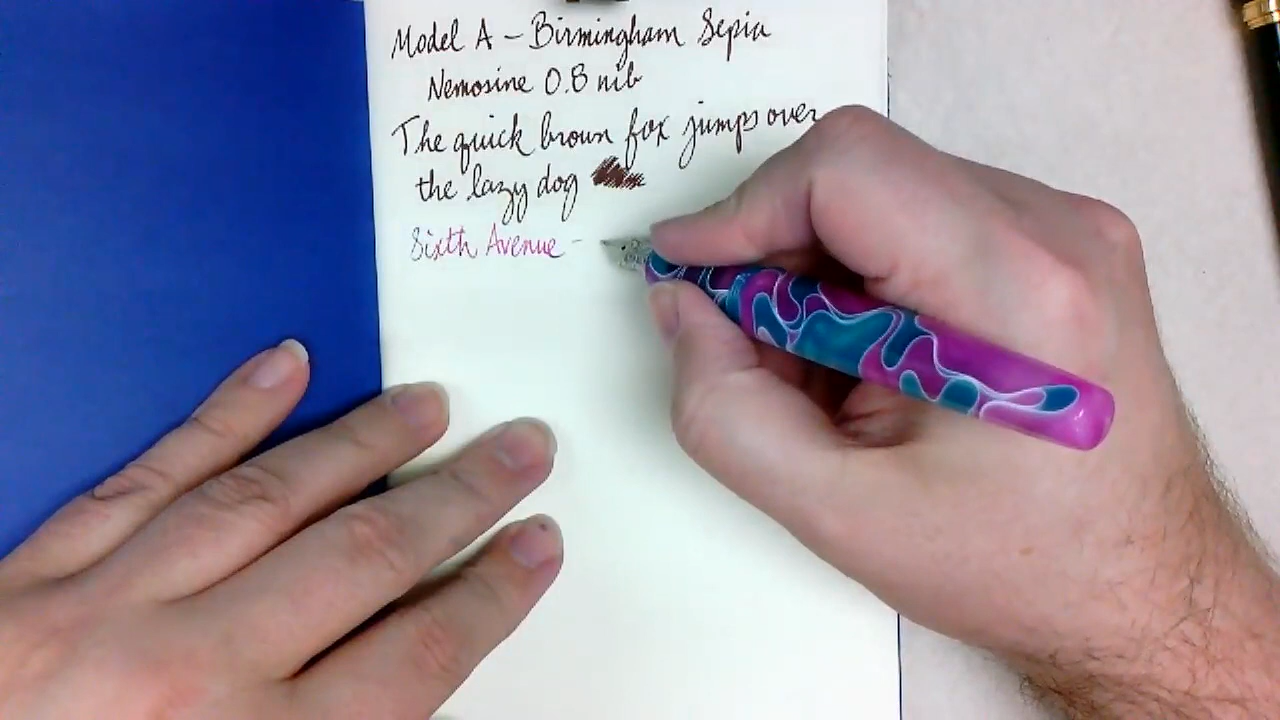 Model A - Birmingham Sepia
Nemosine 0.8 nib
The quick brown fox jumps over
the lazy dog
Sixth Avenue -